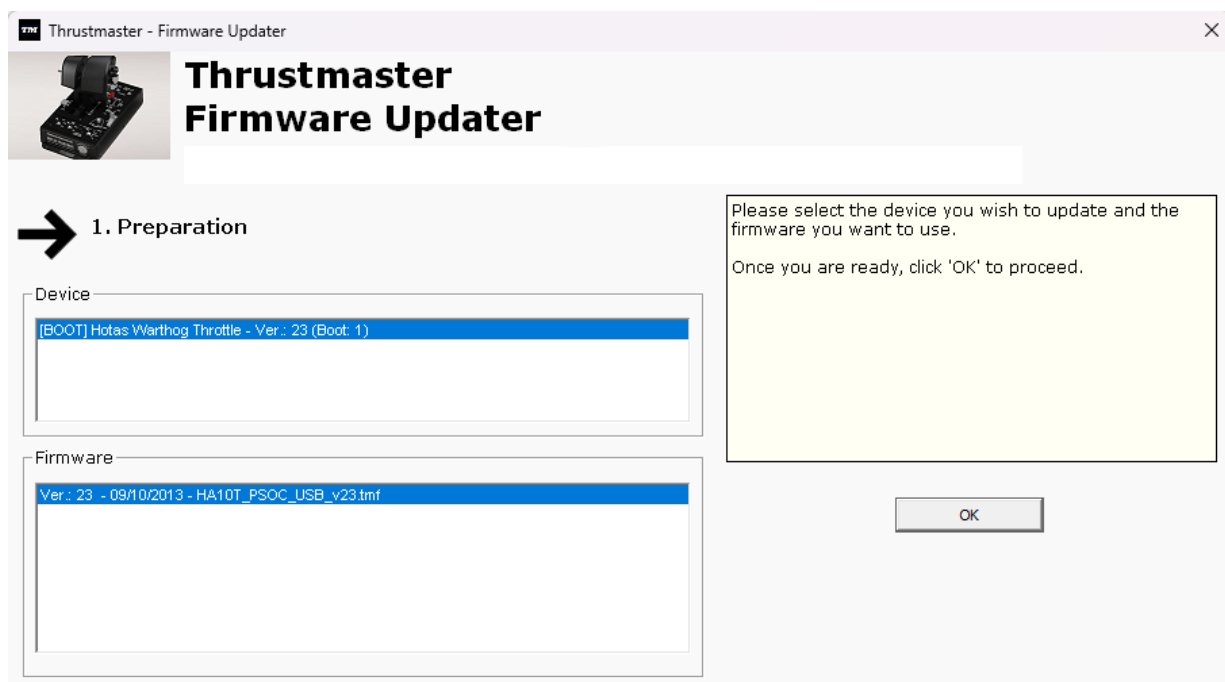 TM Thrustmaster - Firmware Updater
Thrustmaster
Firmware Updater
1. Preparation
Please select the device you wish to update and the
firmware you want to use.
Once you are ready, click 'OK' to proceed.
Device
[BOOT] Hotas Warthog Throttle - Ver.: 23 (Boot: 1)
Firmware
Ver.: 23 - 09/10/2013 - HA10T_PSOC_USB_v23.tmf
OK